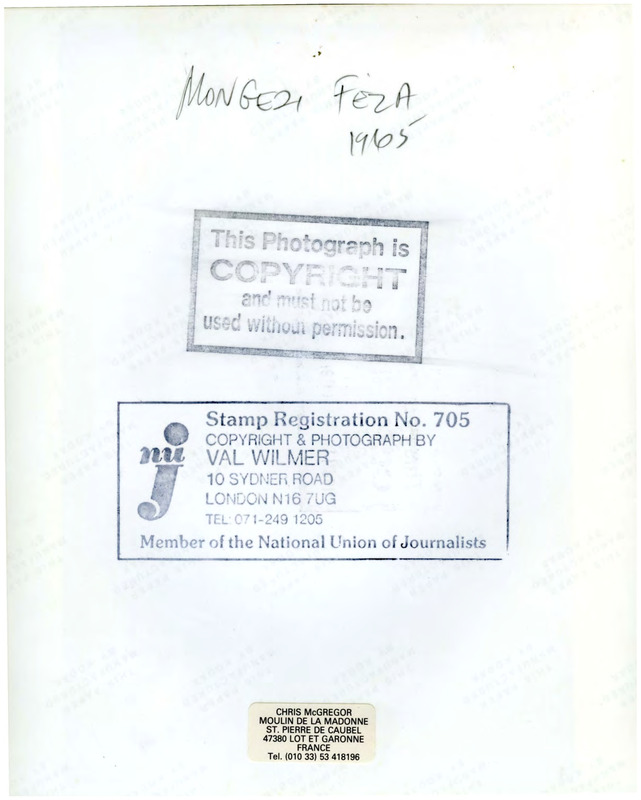 MONGEZI FEZA
1965
This Photograph is
COPYRIGHT
and must not be
used without permission.
nuj
Stamp Registration No. 705
COPYRIGHT & PHOTOGRAPH BY
VAL WILMER
10 SYDNER ROAD
LONDON N16 7UG
TEL: 071-249 1205
Member of the National Union of Journalists
CHRIS McGREGOR
MOULIN DE LA MADONNE
ST. PIERRE DE CAUBEL
47380 LOT ET GARONNE
FRANCE
Tel. (010 33) 53 418196